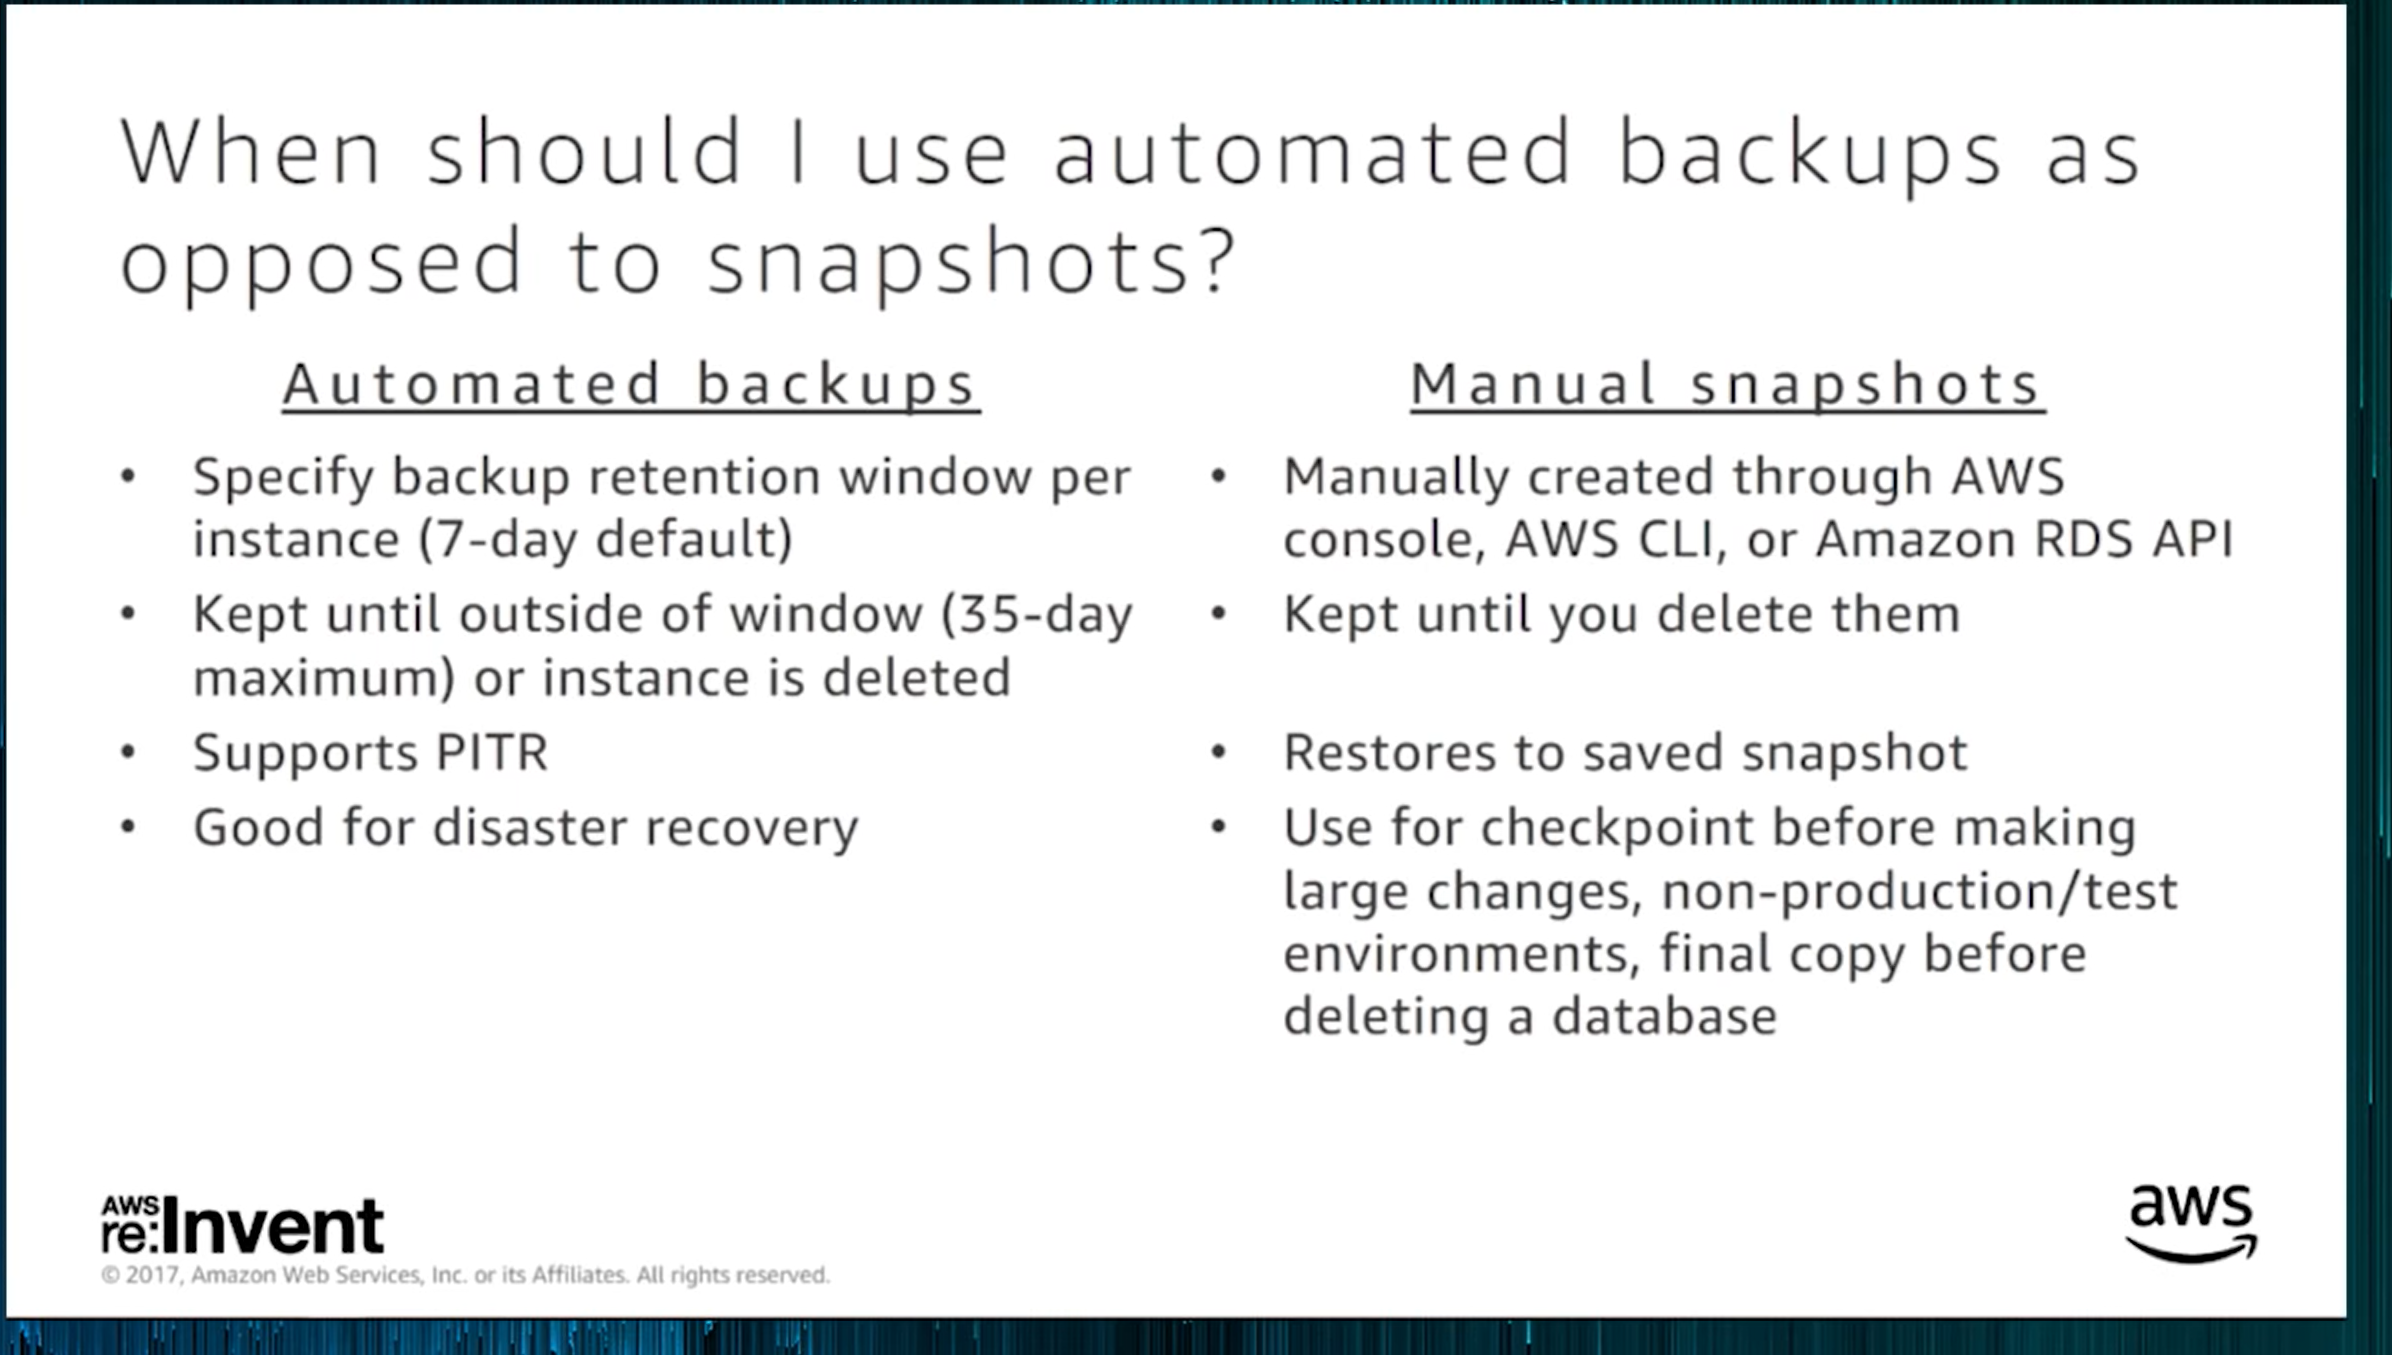 When should I use automated backups as
opposed to snapshots?
Automated backups
• Specify backup retention window per
instance (7-day default)
• Kept until outside of window (35-day
maximum) or instance is deleted
• Supports PITR
• Good for disaster recovery
Manual snapshots
• Manually created through AWS
console, AWS CLI, or Amazon RDS API
• Kept until you delete them
• Restores to saved snapshot
• Use for checkpoint before making
large changes, non-production/test
environments, final copy before
deleting a database
AWS
re:Invent
© 2017, Amazon Web Services, Inc. or its Affiliates. All rights reserved.
aws